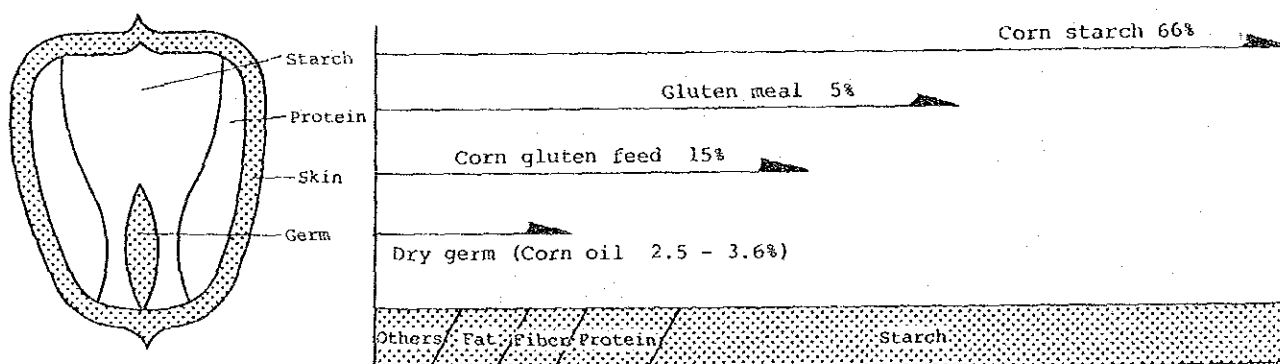 Corn starch 66%
Starch
Gluten meal 5%
Protein
Corn gluten feed 15%
Skin
Germ
Dry germ (Corn oil 2.5 - 3.6%)
Others Fat Fiber Protein Starch